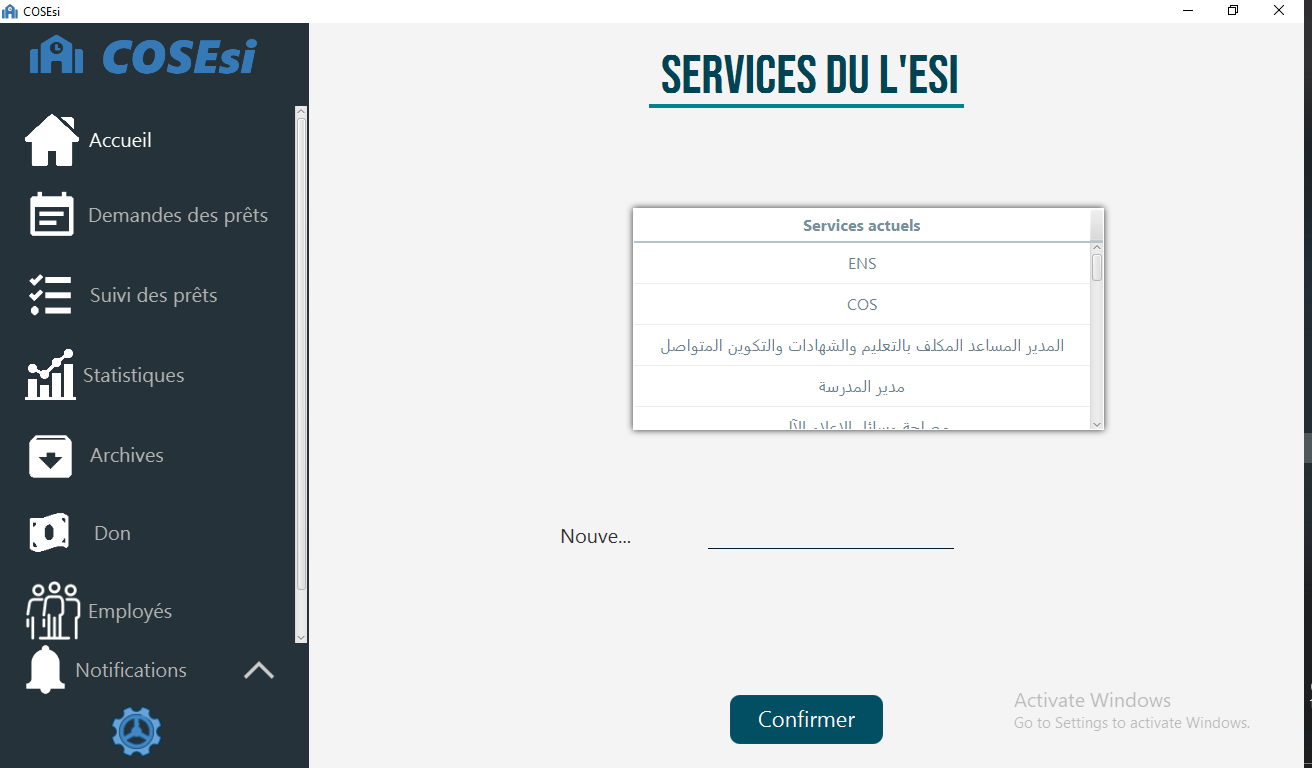 COSEsi
COSEsi
Accueil
Demandes des prêts
Suivi des prêts
Statistiques
Archives
Don
Employés
Notifications
SERVICES DU L'ESI
Services actuels
ENS
COS
المدير المساعد المكلف بالتعليم والشهادات والتكوين المتواصل
مدير المدرسة
Nouve...
Confirmer
Activate Windows
Go to Settings to activate Windows.